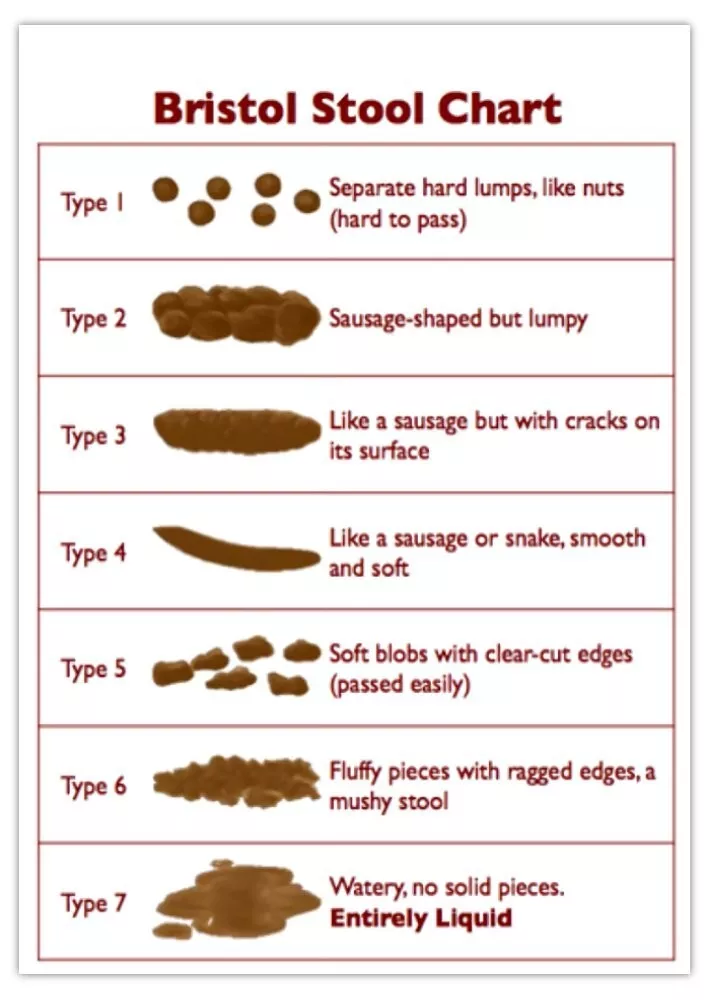 Bristol Stool Chart
Type 1
Separate hard lumps, like nuts
(hard to pass)
Type 2
Sausage-shaped but lumpy
Type 3
Like a sausage but with cracks on
its surface
Type 4
Like a sausage or snake, smooth
and soft
Type 5
Soft blobs with clear-cut edges
(passed easily)
Type 6
Fluffy pieces with ragged edges, a
mushy stool
Type 7
Watery, no solid pieces.
Entirely Liquid